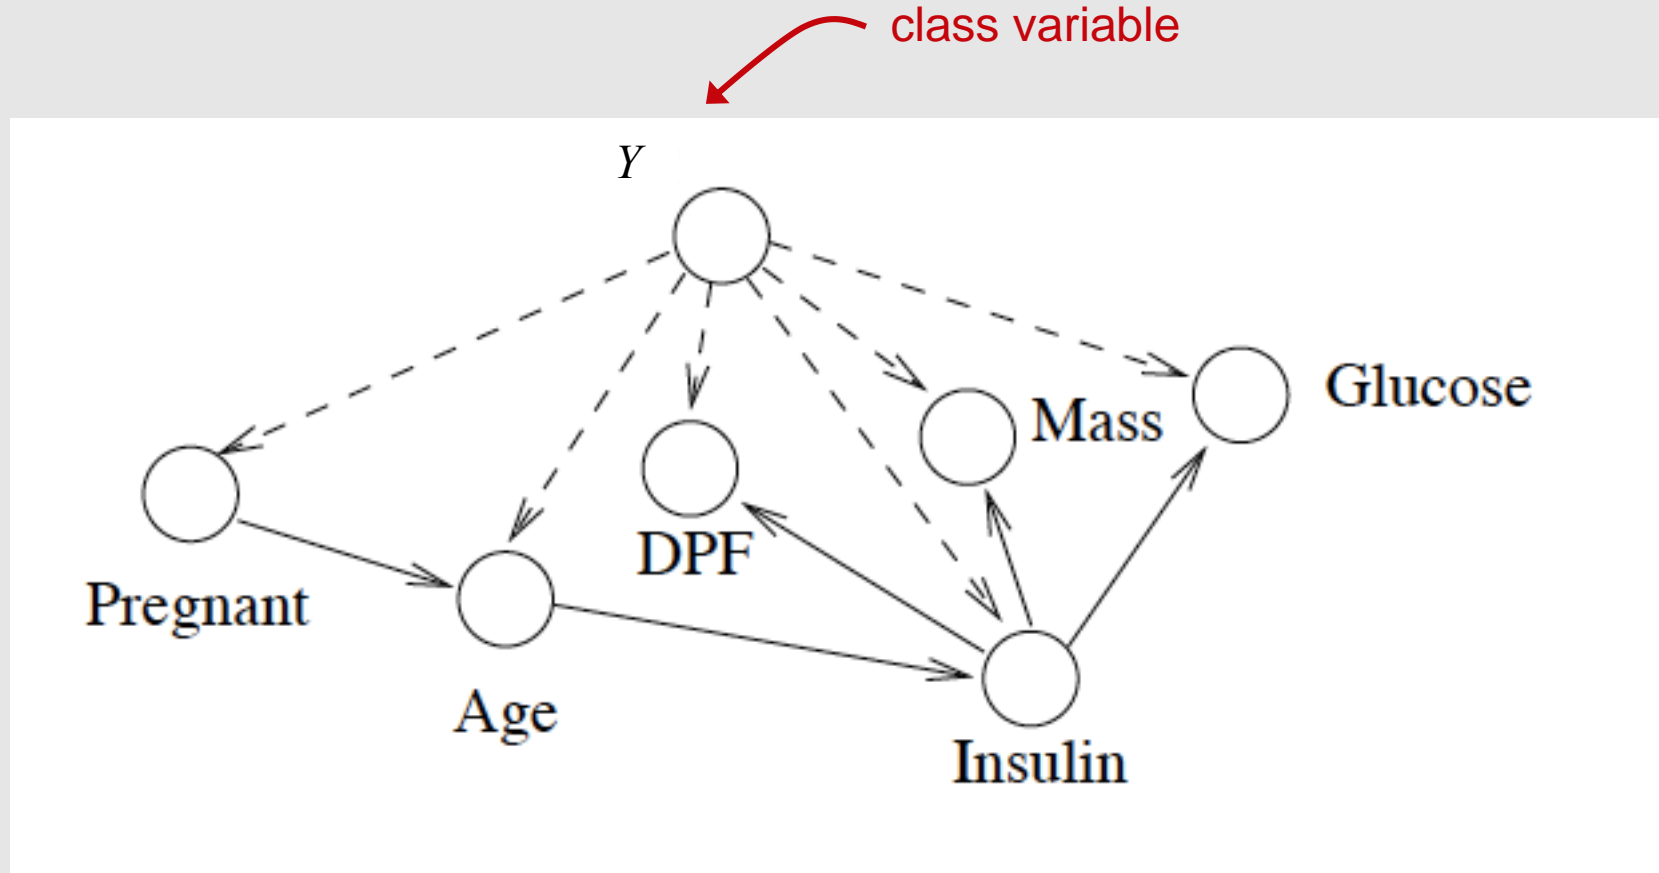 class variable
Y
Glucose
Mass
DPF
Pregnant
Age
Insulin